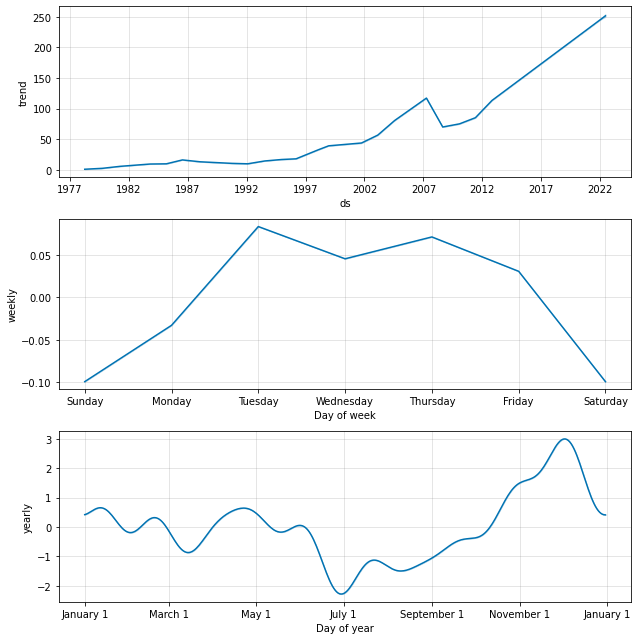 250
200
150
100
50
0
trend
1977 1982 1987 1992 1997 2002 2007 2012 2017 2022
ds
0.05
0.00
−0.05
−0.10
weekly
Sunday Monday Tuesday Wednesday Thursday Friday Saturday
Day of week
3
2
1
0
−1
−2
yearly
January 1 March 1 May 1 July 1 September 1 November 1 January 1
Day of year